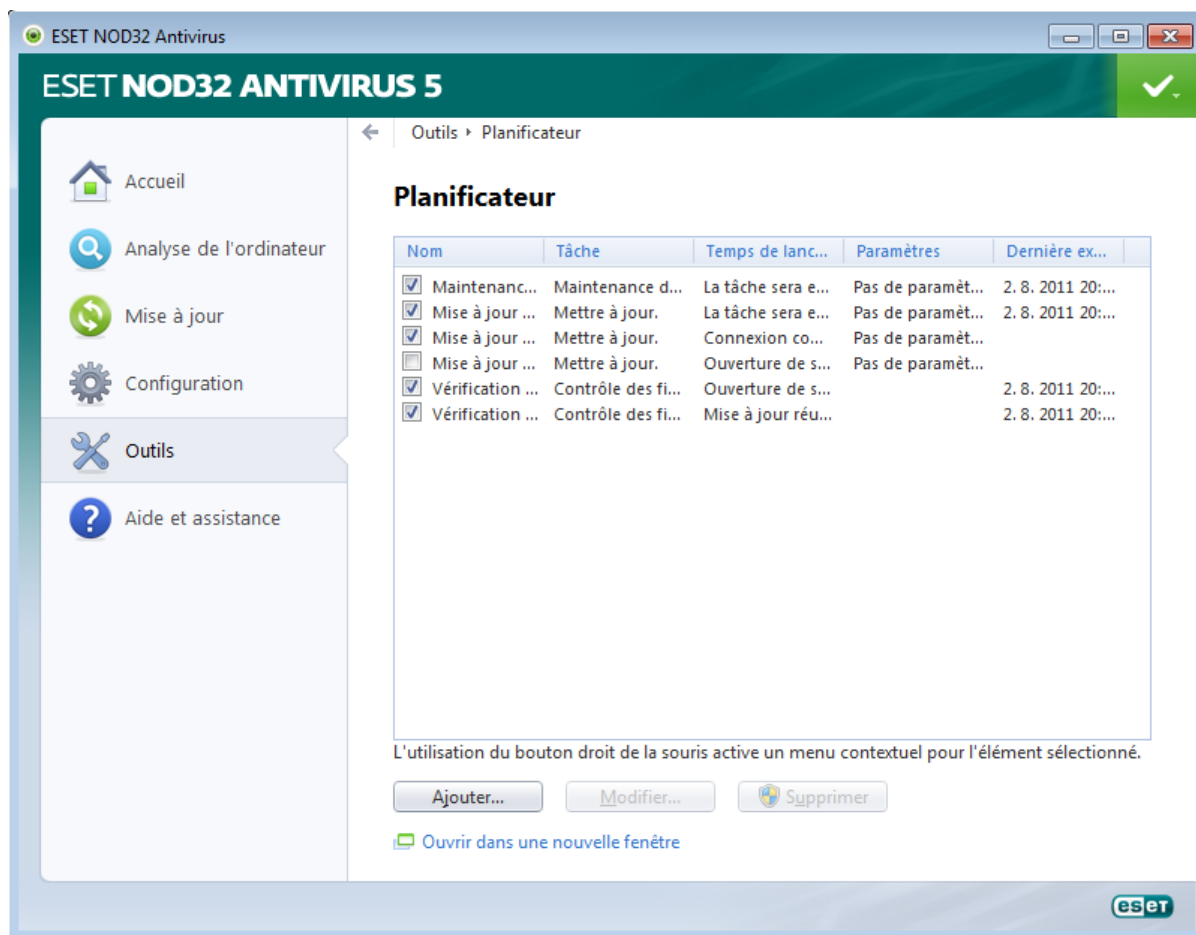 ESET NOD32 Antivirus
ESET NOD32 ANTIVIRUS 5
Outils ‣ Planificateur
Accueil
Analyse de l'ordinateur
Mise à jour
Configuration
Outils
Aide et assistance
Planificateur
Nom Tâche Temps de lanc... Paramètres Dernière ex...
Maintenanc... Maintenance d... La tâche sera e... Pas de paramèt... 2. 8. 2011 20:...
Mise à jour ... Mettre à jour. La tâche sera e... Pas de paramèt... 2. 8. 2011 20:...
Mise à jour ... Mettre à jour. Connexion co... Pas de paramèt...
Mise à jour ... Mettre à jour. Ouverture de s... Pas de paramèt...
Vérification ... Contrôle des fi... Ouverture de s... 2. 8. 2011 20:...
Vérification ... Contrôle des fi... Mise à jour réu... 2. 8. 2011 20:...
L'utilisation du bouton droit de la souris active un menu contextuel pour l'élément sélectionné.
Ajouter... Modifier... Supprimer
Ouvrir dans une nouvelle fenêtre
eseT